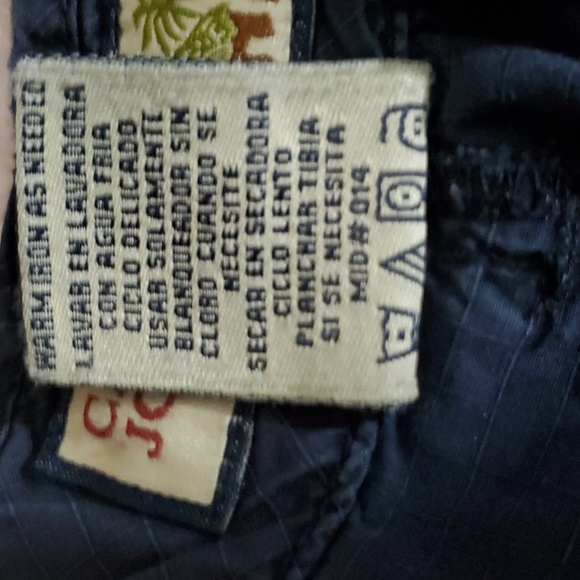 WARM IRON AS NEEDED
LAVAR EN LAVADORA
CON AGUA FRIA
CICLO DELICADO
USAR SOLAMENTE
BLANQUEADOR SIN
CLORO CUANDO SE
NECESITE
SECAR EN SECADORA
CICLO LENTO
PLANCHAR TIBIA
SI SE NECESITA
MID# 014